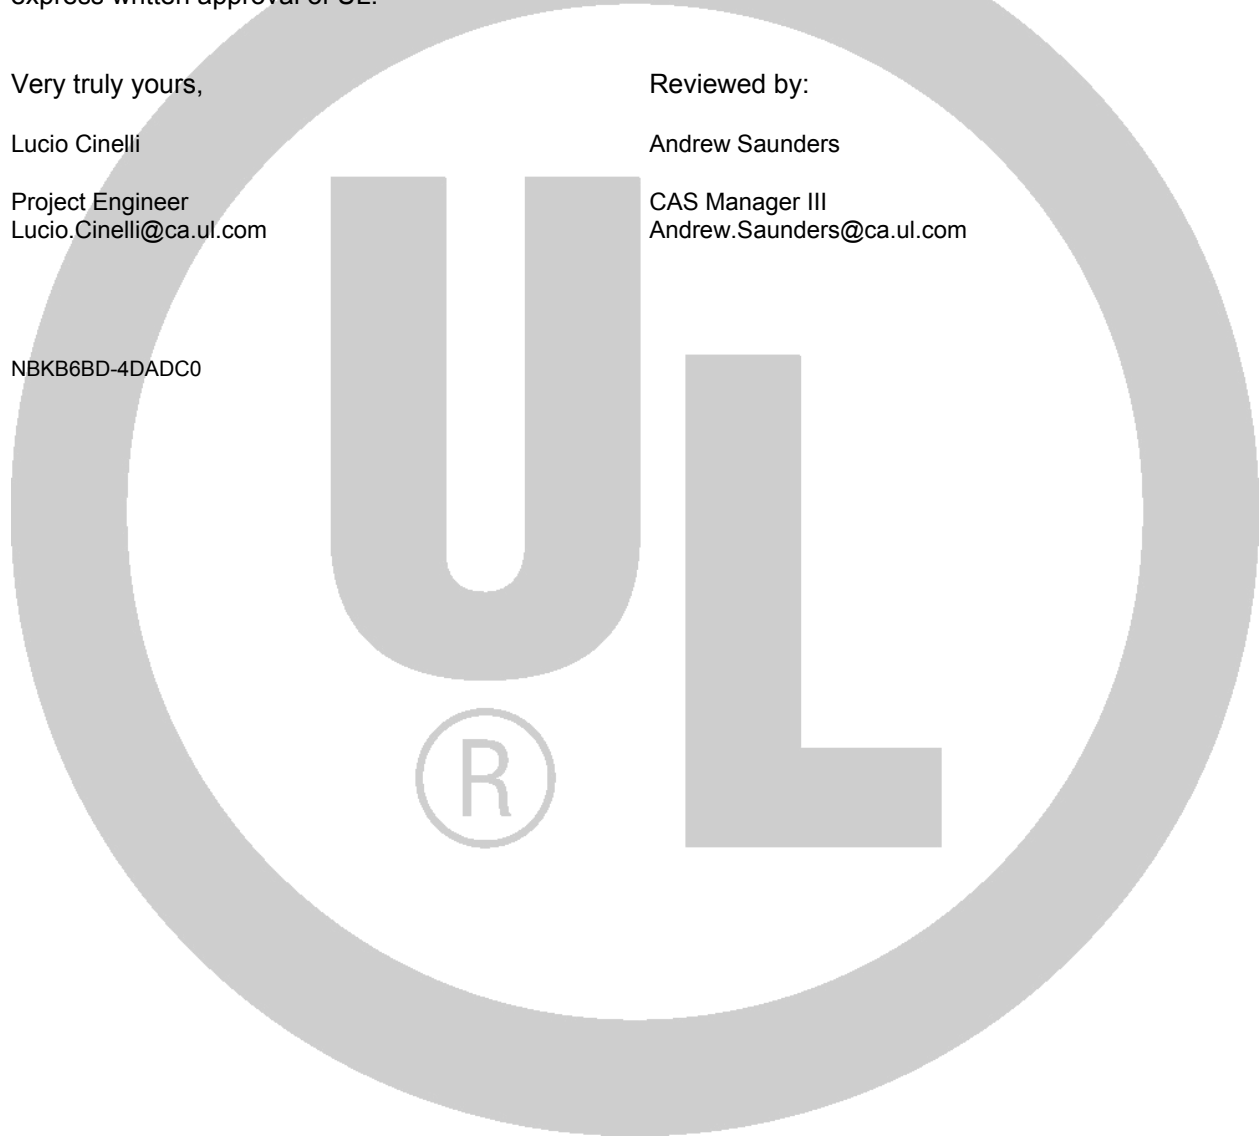 express written approval of UL.
Very truly yours,
Reviewed by:
Lucio Cinelli
Andrew Saunders
Project Engineer
CAS Manager III
Lucio.Cinelli@ca.ul.com
Andrew.Saunders@ca.ul.com
NBKB6BD-4DADC0
UL
®